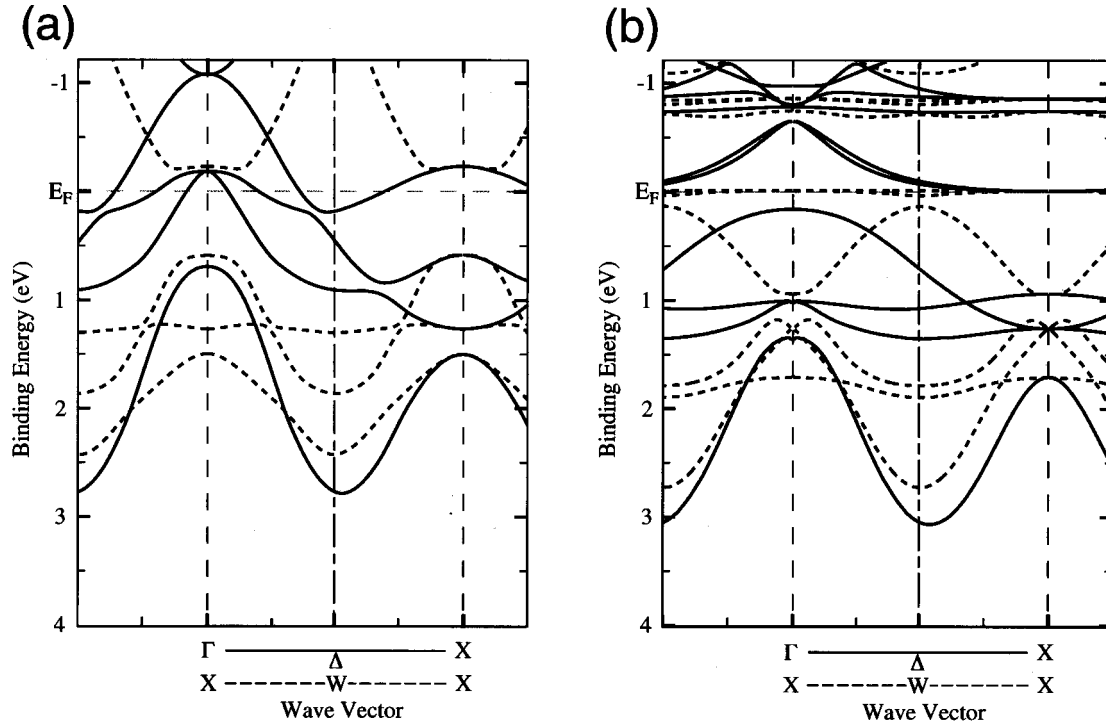 (a)
(b)
-1
E_F
1
2
3
4
Binding Energy (eV)
Γ Δ X
X W X
Wave Vector
-1
E_F
1
2
3
4
Binding Energy (eV)
Γ Δ X
X W X
Wave Vector